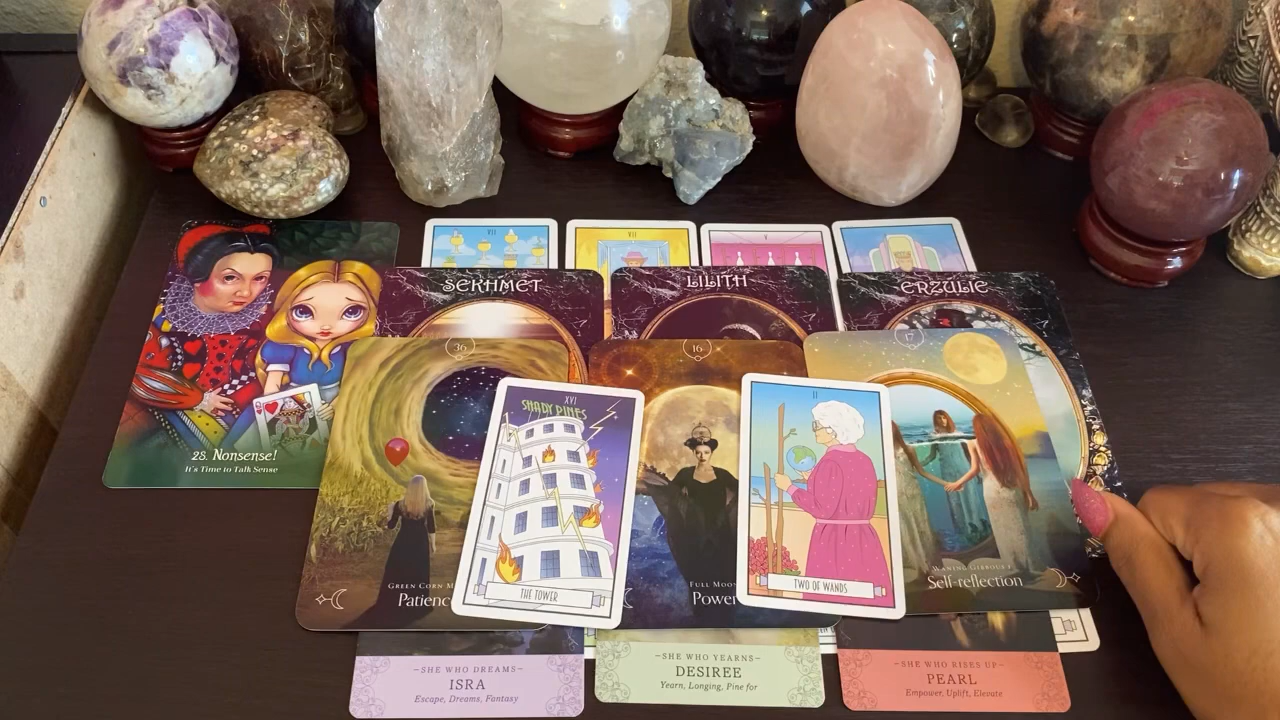 VII
VII
V
SEKHMET
LILITH
ERZULIE
28. Nonsense!
It's Time to Talk Sense
36
16
17
XVI
SHADY PINES
THE TOWER
II
TWO OF WANDS
GREEN CORN M
Patienc
FULL MOON
Power
WANING GIBBOUS
Self-reflection
~SHE WHO DREAMS~
ISRA
Escape, Dreams, Fantasy
~SHE WHO YEARNS~
DESIREE
Yearn, Longing, Pine for
~SHE WHO RISES UP~
PEARL
Empower, Uplift, Elevate